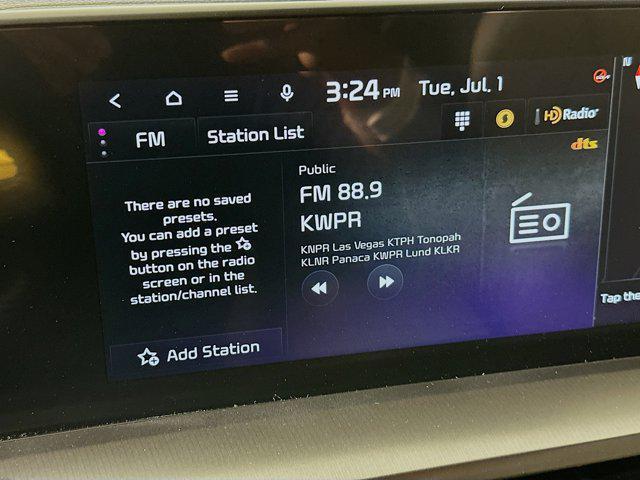 3:24 PM Tue, Jul. 1
N
FM Station List HD Radio
dts
There are no saved
presets.
You can add a preset
by pressing the
button on the radio
screen or in the
station/channel list.
Add Station
Public
FM 88.9
KWPR
KNPR Las Vegas KTPH Tonopah
KLNR Panaca KWPR Lund KLKR
Tap the